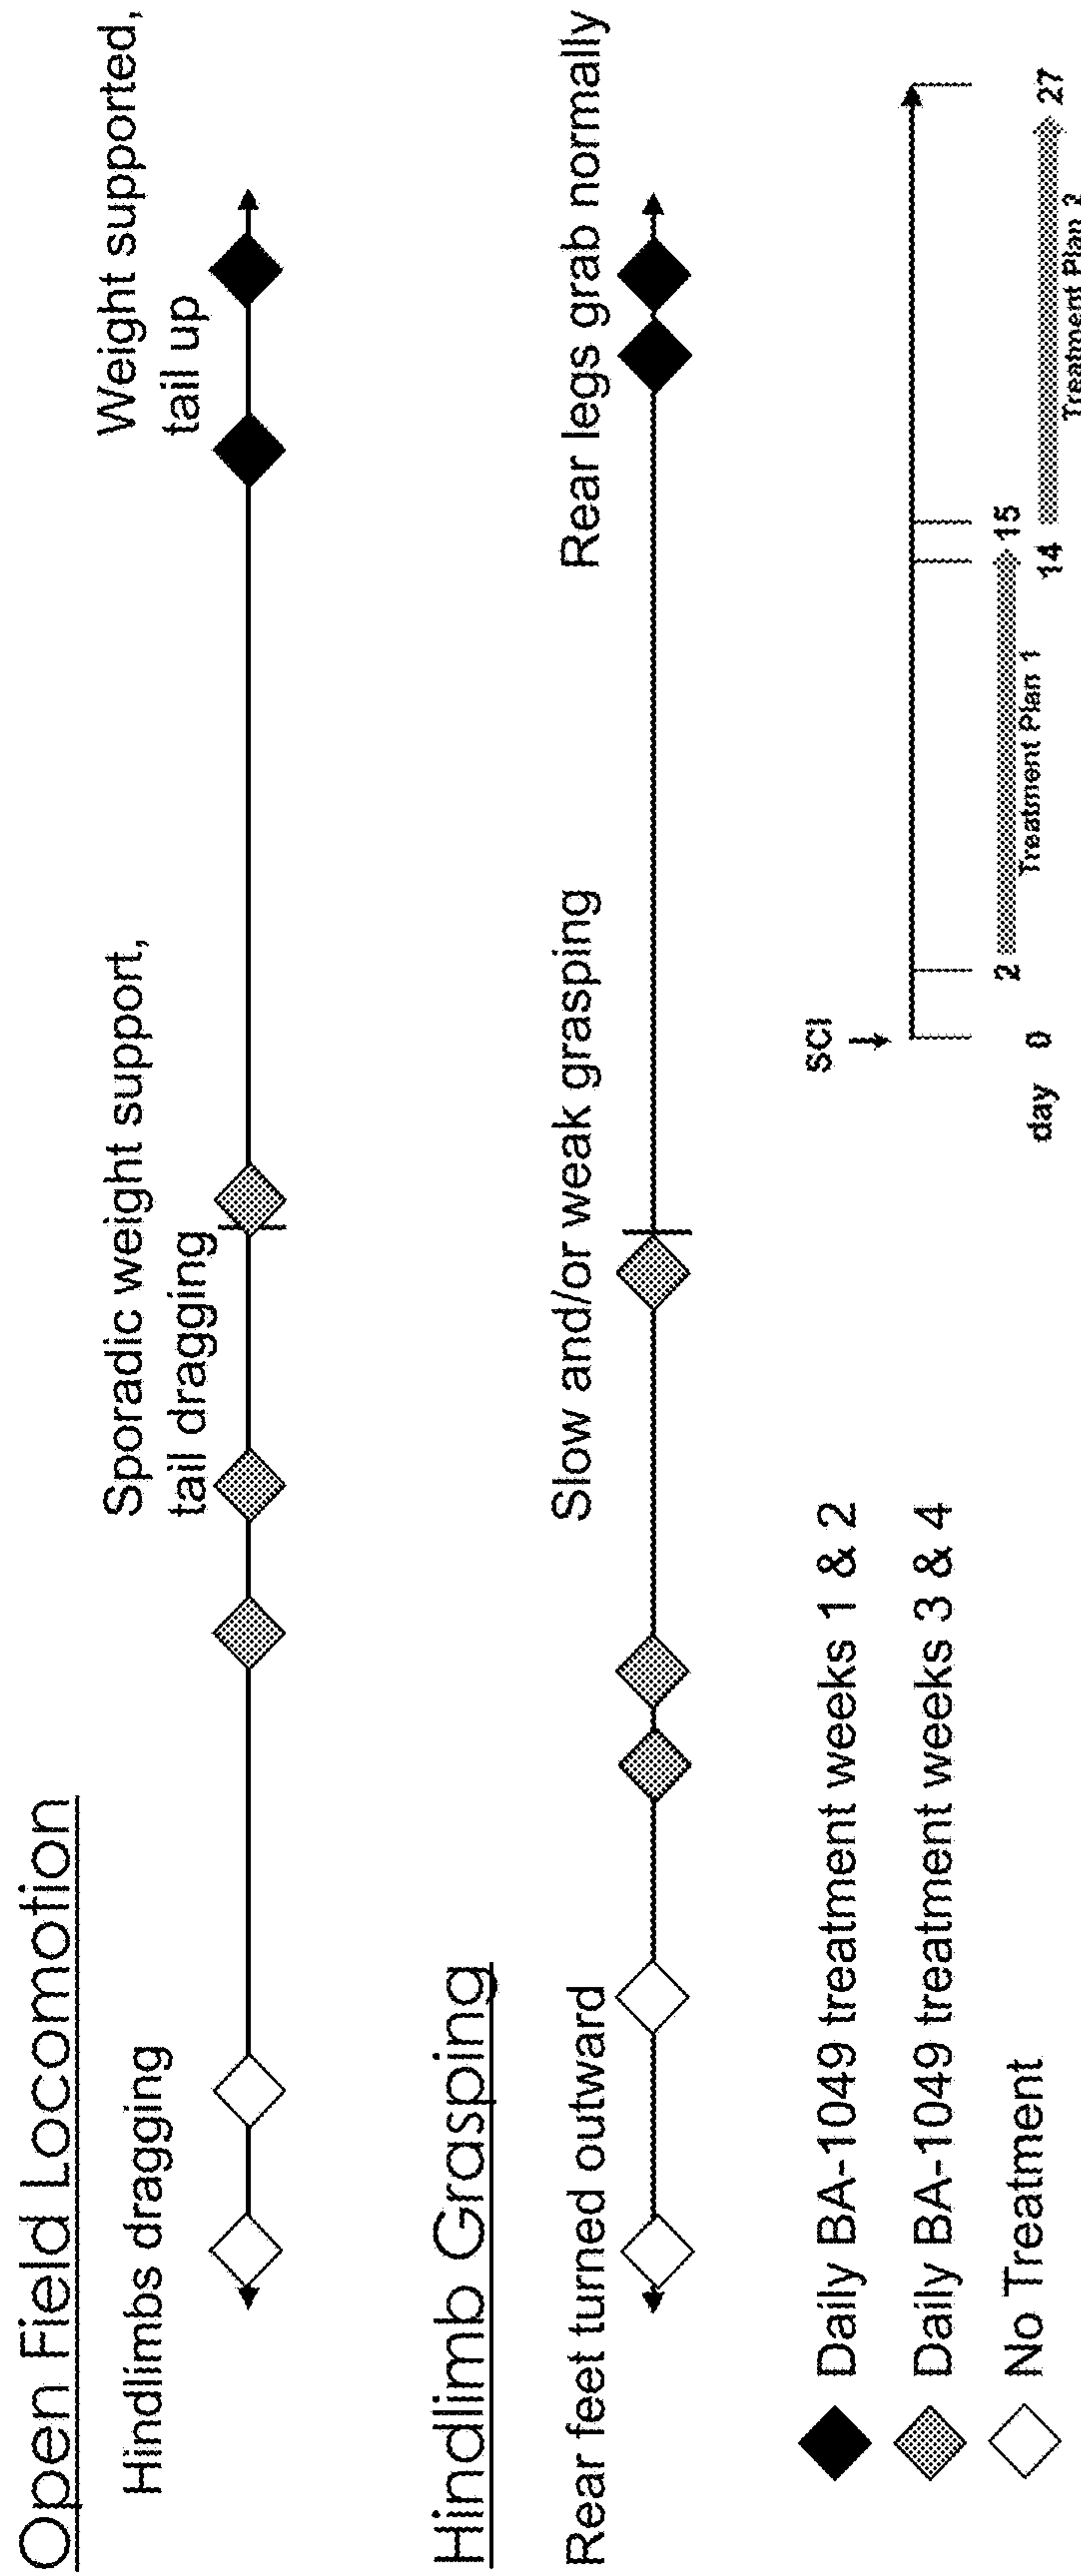 Open Field Locomotion
Hindlimbs dragging
Sporadic weight support,
tail dragging
Weight supported,
tail up
Hindlimb Grasping
Rear feet turned outward
Slow and/or weak grasping
Rear legs grab normally
Daily BA-1049 treatment weeks 1 & 2
Daily BA-1049 treatment weeks 3 & 4
No Treatment
SCI
2
15
Treatment Plan 1
day 0
14
27
Treatment Plan 2